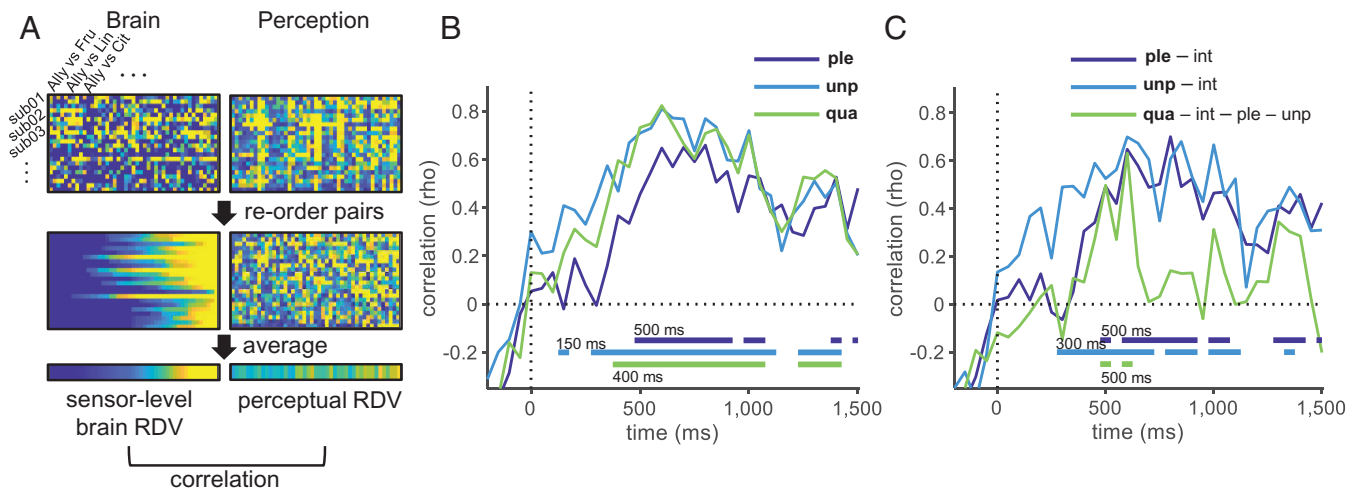 A
Brain
Perception
Ally vs Fru
Ally vs Lin
Ally vs Cit
. . .
sub01
sub02
sub03
. . .
re-order pairs
average
sensor-level
brain RDV
perceptual RDV
correlation
B
ple
unp
qua
correlation (rho)
0.8
0.6
0.4
0.2
0
-0.2
500 ms
150 ms
400 ms
0
500
1,000
1,500
time (ms)
C
ple – int
unp – int
qua – int – ple – unp
correlation (rho)
0.8
0.6
0.4
0.2
0
-0.2
500 ms
300 ms
500 ms
0
500
1,000
1,500
time (ms)